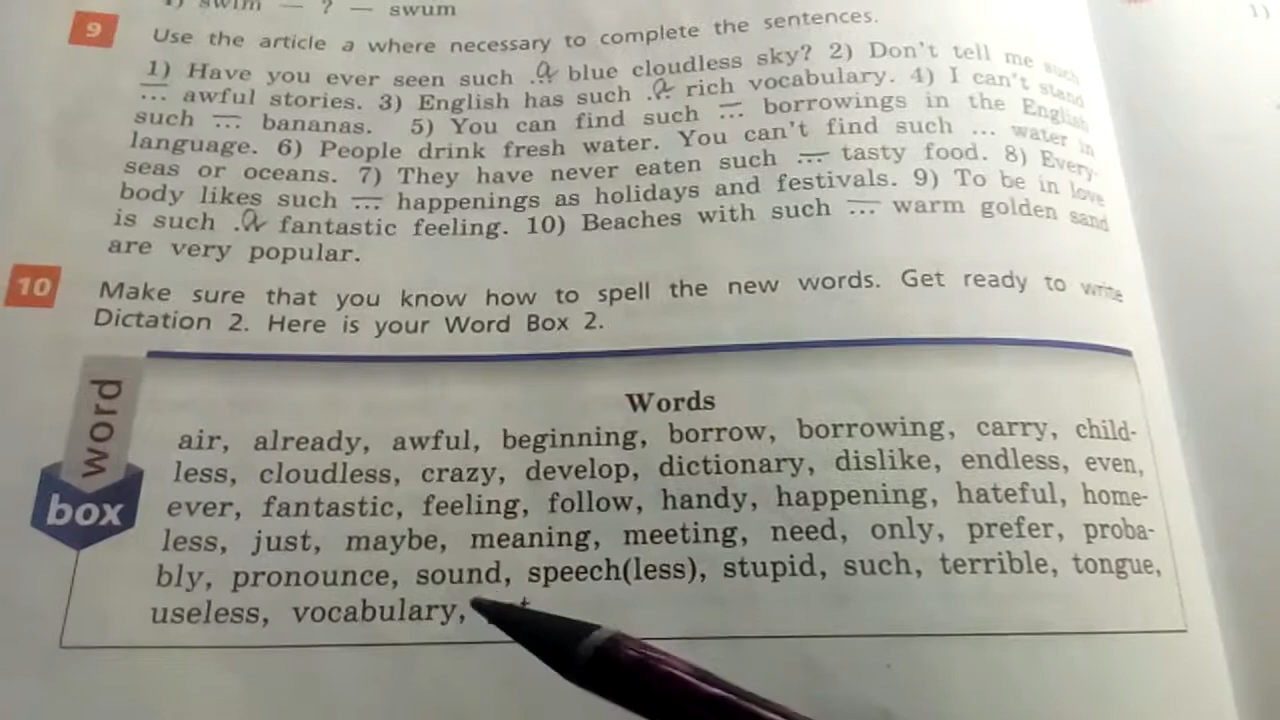 swim — ? — swum
9 Use the article a where necessary to complete the sentences.
1) Have you ever seen such .a. blue cloudless sky? 2) Don't tell me such
... awful stories. 3) English has such .a. rich vocabulary. 4) I can't stand
such ... bananas. 5) You can find such ... borrowings in the English
language. 6) People drink fresh water. You can't find such ... water in
seas or oceans. 7) They have never eaten such ... tasty food. 8) Every-
body likes such ... happenings as holidays and festivals. 9) To be in love
is such .a fantastic feeling. 10) Beaches with such ... warm golden sand
are very popular.
10 Make sure that you know how to spell the new words. Get ready to write
Dictation 2. Here is your Word Box 2.
word
box
Words
air, already, awful, beginning, borrow, borrowing, carry, child-
less, cloudless, crazy, develop, dictionary, dislike, endless, even,
ever, fantastic, feeling, follow, handy, happening, hateful, home-
less, just, maybe, meaning, meeting, need, only, prefer, proba-
bly, pronounce, sound, speech(less), stupid, such, terrible, tongue,
useless, vocabulary,
1)